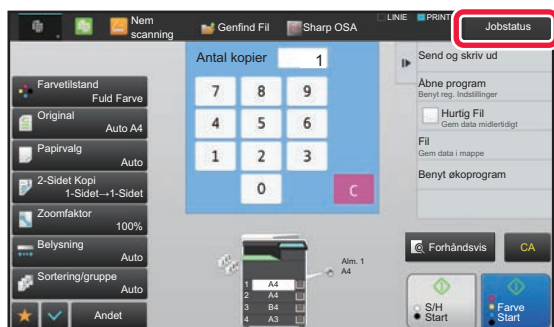 Nem
scanning
Genfind Fil
Sharp OSA
LINIE
PRINT
Jobstatus
Antal kopier
1
Farvetilstand
Fuld Farve
Original
Auto A4
Papirvalg
Auto
2-Sidet Kopi
1-Sidet→1-Sidet
Zoomfaktor
100%
Belysning
Auto
Sortering/gruppe
Auto
Andet
7 8 9
4 5 6
1 2 3
0 C
Alm. 1
A4
1 A4
2 A4
3 B4
4 A3
Send og skriv ud
Åbne program
Benyt reg. Indstillinger
Hurtig Fil
Gem data midlertidigt
Fil
Gem data i mappe
Benyt økoprogram
Forhåndsvis
CA
S/H
Start
Farve
Start